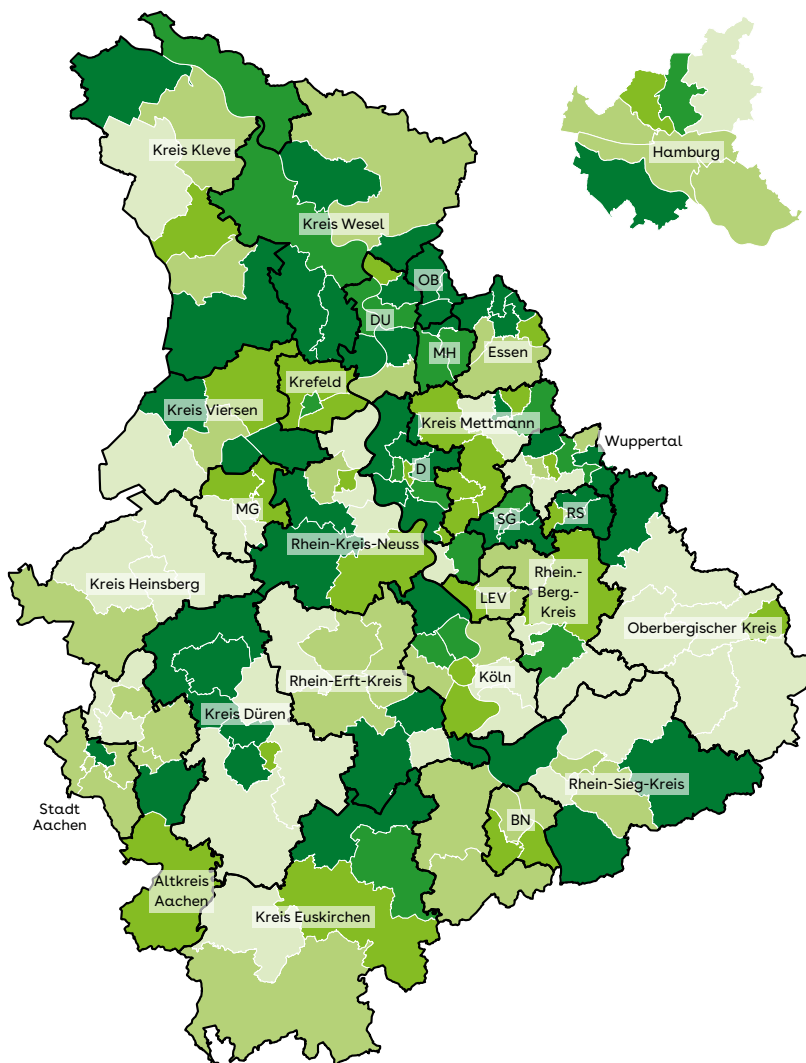 Hamburg
Kreis Kleve
Kreis Wesel
OB
DU
MH
Essen
Krefeld
Kreis Viersen
Kreis Mettmann
Wuppertal
D
MG
SG
RS
Rhein-Kreis-Neuss
Kreis Heinsberg
LEV
Rhein.-
Berg.-
Kreis
Oberbergischer Kreis
Rhein-Erft-Kreis
Köln
Kreis Düren
Rhein-Sieg-Kreis
Stadt
Aachen
BN
Altkreis
Aachen
Kreis Euskirchen